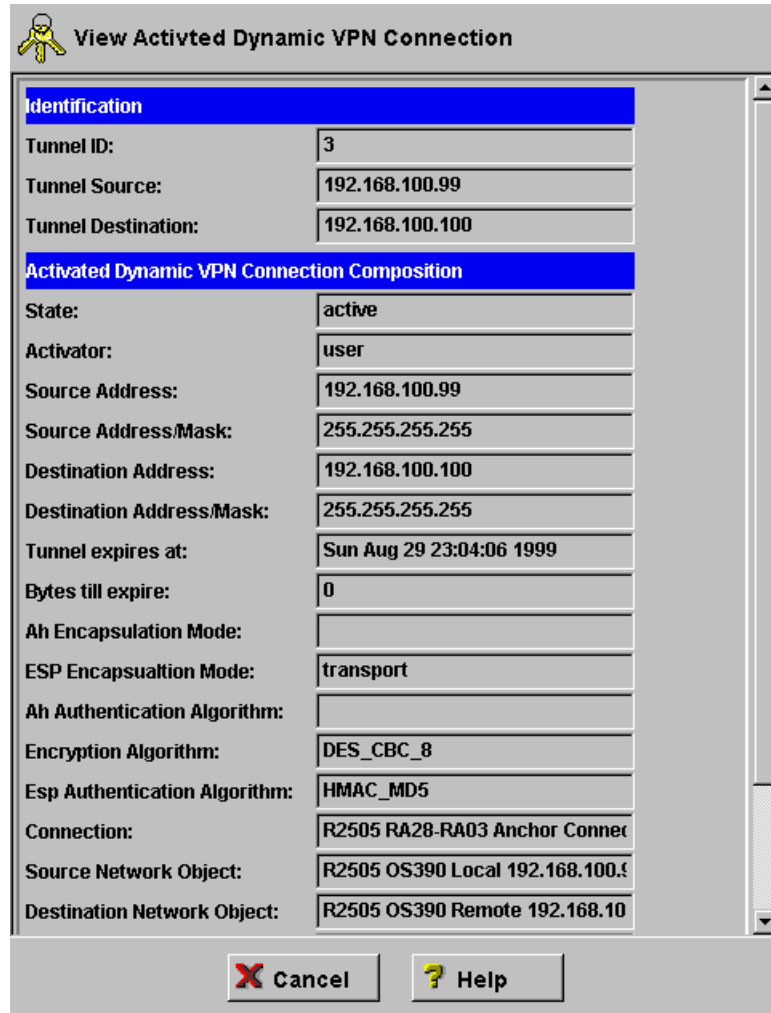 View Activted Dynamic VPN Connection
Identification
Tunnel ID: 3
Tunnel Source: 192.168.100.99
Tunnel Destination: 192.168.100.100
Activated Dynamic VPN Connection Composition
State: active
Activator: user
Source Address: 192.168.100.99
Source Address/Mask: 255.255.255.255
Destination Address: 192.168.100.100
Destination Address/Mask: 255.255.255.255
Tunnel expires at: Sun Aug 29 23:04:06 1999
Bytes till expire: 0
Ah Encapsulation Mode:
ESP Encapsualtion Mode: transport
Ah Authentication Algorithm:
Encryption Algorithm: DES_CBC_8
Esp Authentication Algorithm: HMAC_MD5
Connection: R2505 RA28-RA03 Anchor Connec
Source Network Object: R2505 OS390 Local 192.168.100.9
Destination Network Object: R2505 OS390 Remote 192.168.10
Cancel
Help